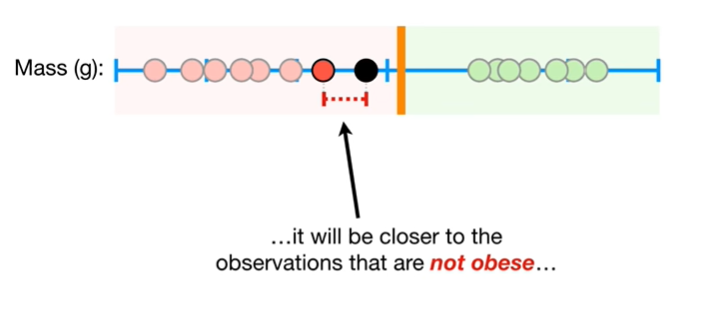 Mass (g):
...it will be closer to the
observations that are not obese...